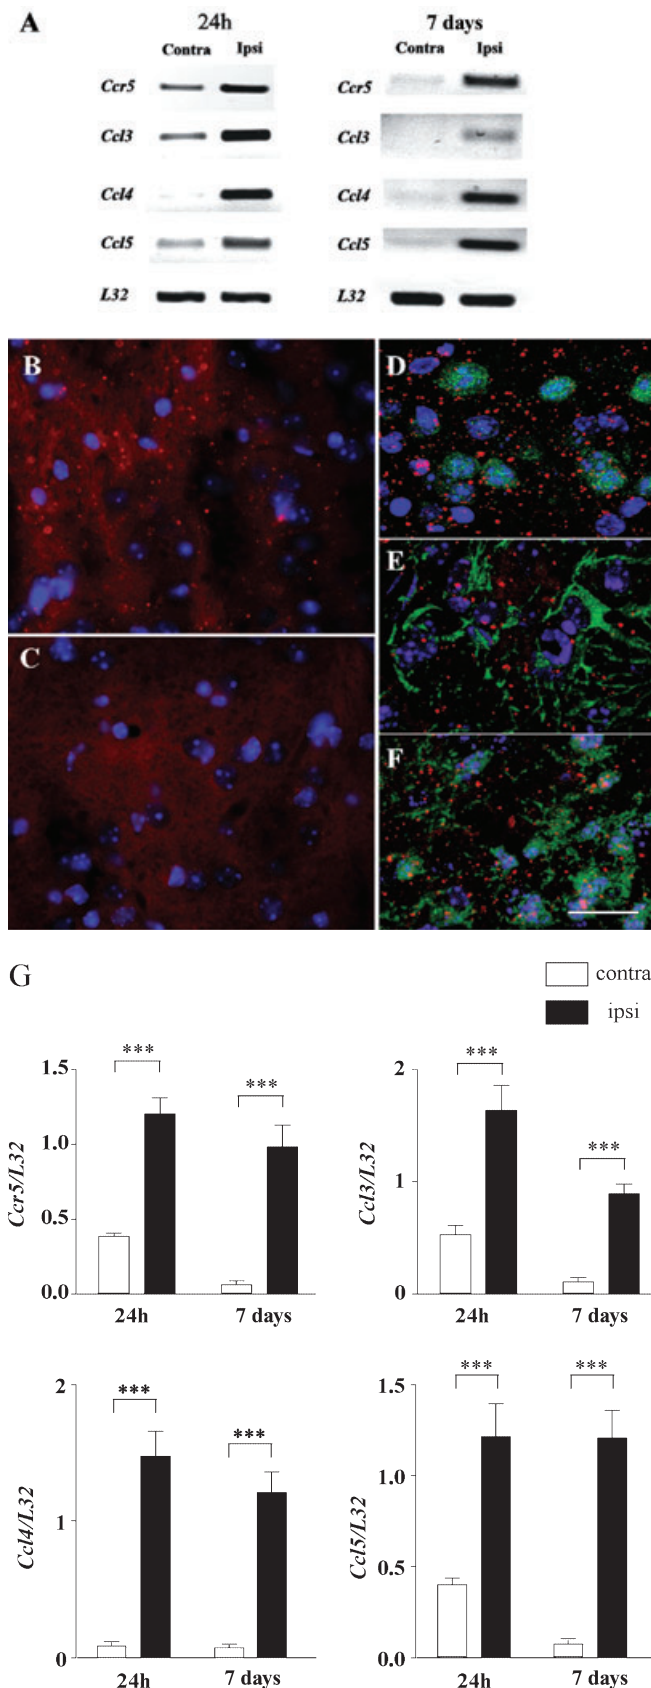 A
24h
7 days
Contra Ipsi
Contra Ipsi
Ccr5
Ccr5
Ccl3
Ccl3
Ccl4
Ccl4
Ccl5
Ccl5
L32
L32
B
D
E
C
F
G
contra
ipsi
***
***
1.5
1.0
0.5
0.0
Ccr5/L32
24h
7 days
***
***
2
1
0
Ccl3/L32
24h
7 days
***
***
2
1
0
Ccl4/L32
24h
7 days
***
***
1.5
1.0
0.5
0.0
Ccl5/L32
24h
7 days